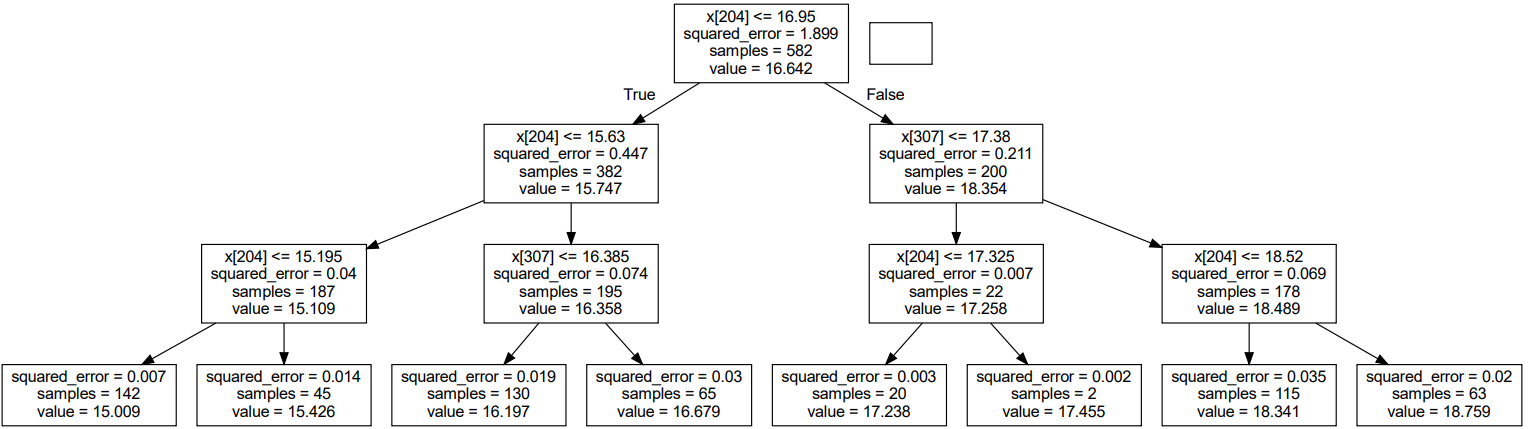 x[204] <= 16.95
squared_error = 1.899
samples = 582
value = 16.642
True
False
x[204] <= 15.63
squared_error = 0.447
samples = 382
value = 15.747
x[307] <= 17.38
squared_error = 0.211
samples = 200
value = 18.354
x[204] <= 15.195
squared_error = 0.04
samples = 187
value = 15.109
x[307] <= 16.385
squared_error = 0.074
samples = 195
value = 16.358
x[204] <= 17.325
squared_error = 0.007
samples = 22
value = 17.258
x[204] <= 18.52
squared_error = 0.069
samples = 178
value = 18.489
squared_error = 0.007
samples = 142
value = 15.009
squared_error = 0.014
samples = 45
value = 15.426
squared_error = 0.019
samples = 130
value = 16.197
squared_error = 0.03
samples = 65
value = 16.679
squared_error = 0.003
samples = 20
value = 17.238
squared_error = 0.002
samples = 2
value = 17.455
squared_error = 0.035
samples = 115
value = 18.341
squared_error = 0.02
samples = 63
value = 18.759